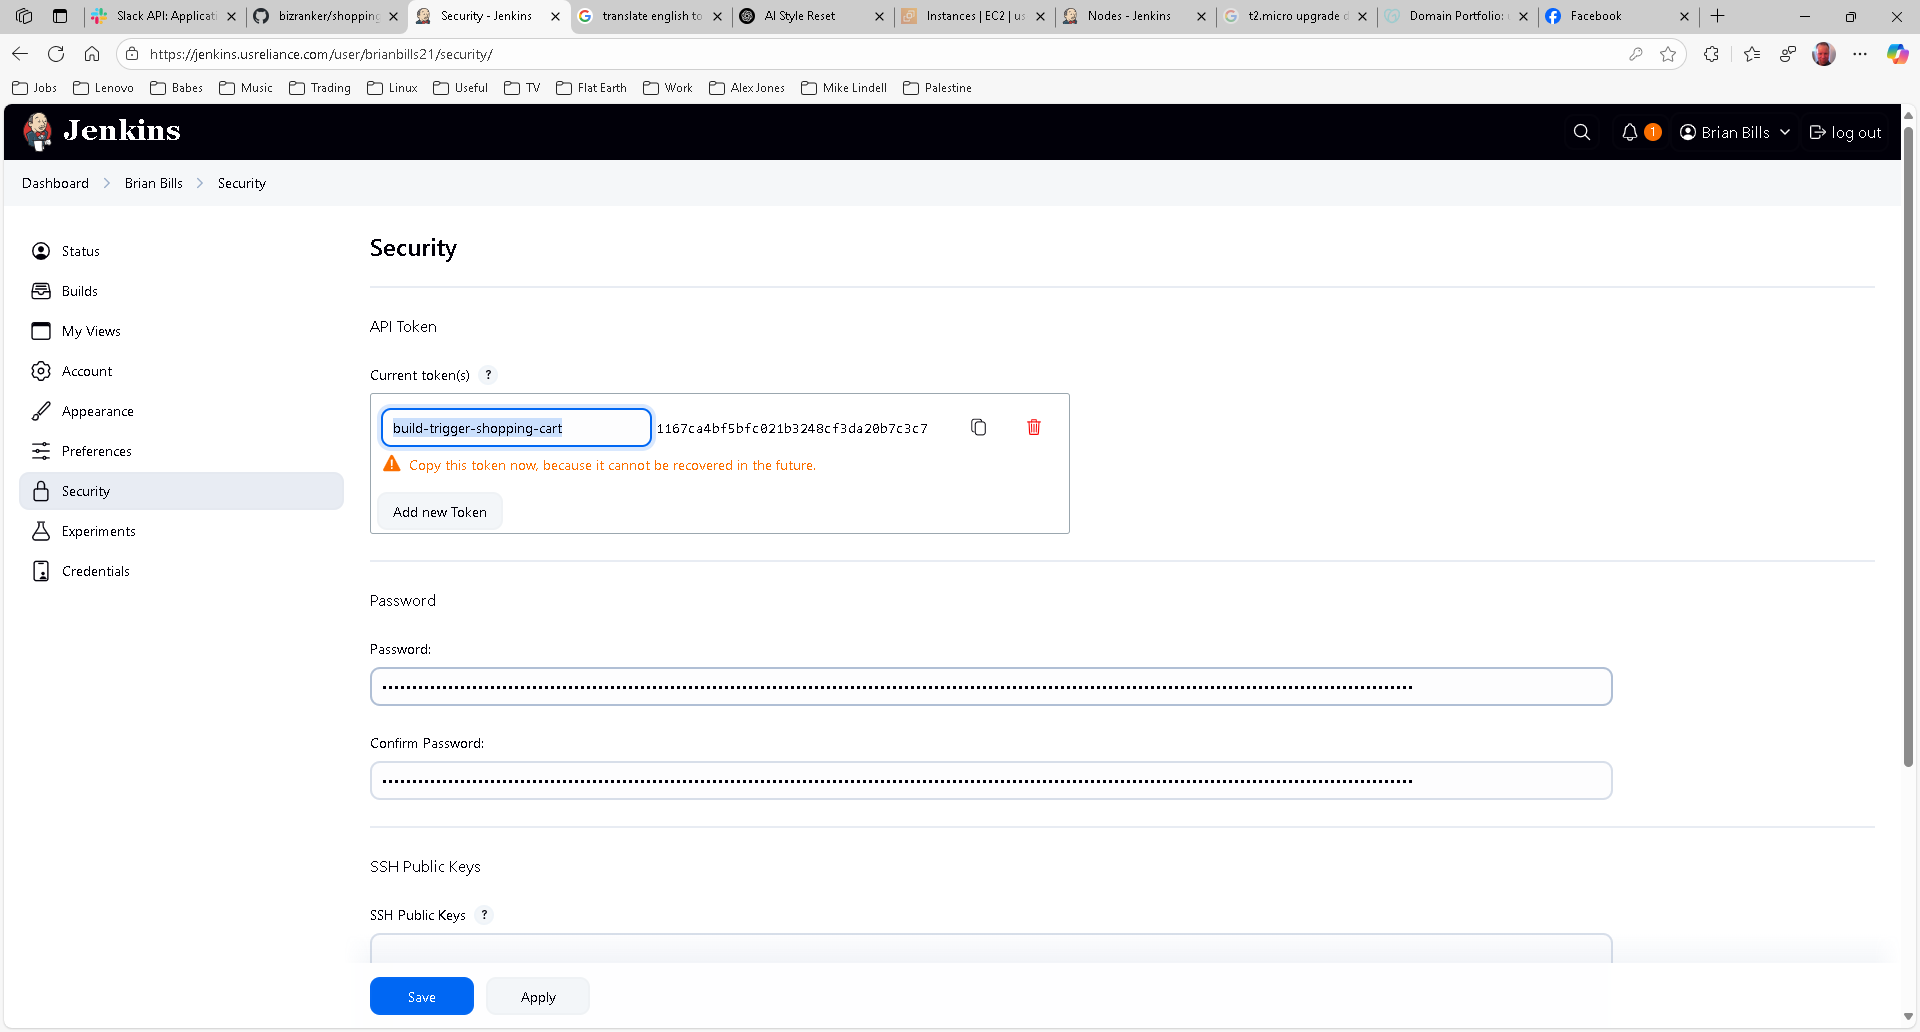 Slack API: Applicati
bizranker/shopping
Security - Jenkins
translate english to
AI Style Reset
Instances | EC2 | us
Nodes - Jenkins
t2.micro upgrade d
Domain Portfolio:
Facebook
https://jenkins.usreliance.com/user/brianbills21/security/
Jobs Lenovo Babes Music Trading Linux Useful TV Flat Earth Work Alex Jones Mike Lindell Palestine
Jenkins
1 Brian Bills log out
Dashboard > Brian Bills > Security
Status
Builds
My Views
Account
Appearance
Preferences
Security
Experiments
Credentials
Security
API Token
Current token(s) ?
build-trigger-shopping-cart 1167ca4bf5bfc021b3248cf3da20b7c3c7
Copy this token now, because it cannot be recovered in the future.
Add new Token
Password
Password:
Confirm Password:
SSH Public Keys
SSH Public Keys ?
Save Apply